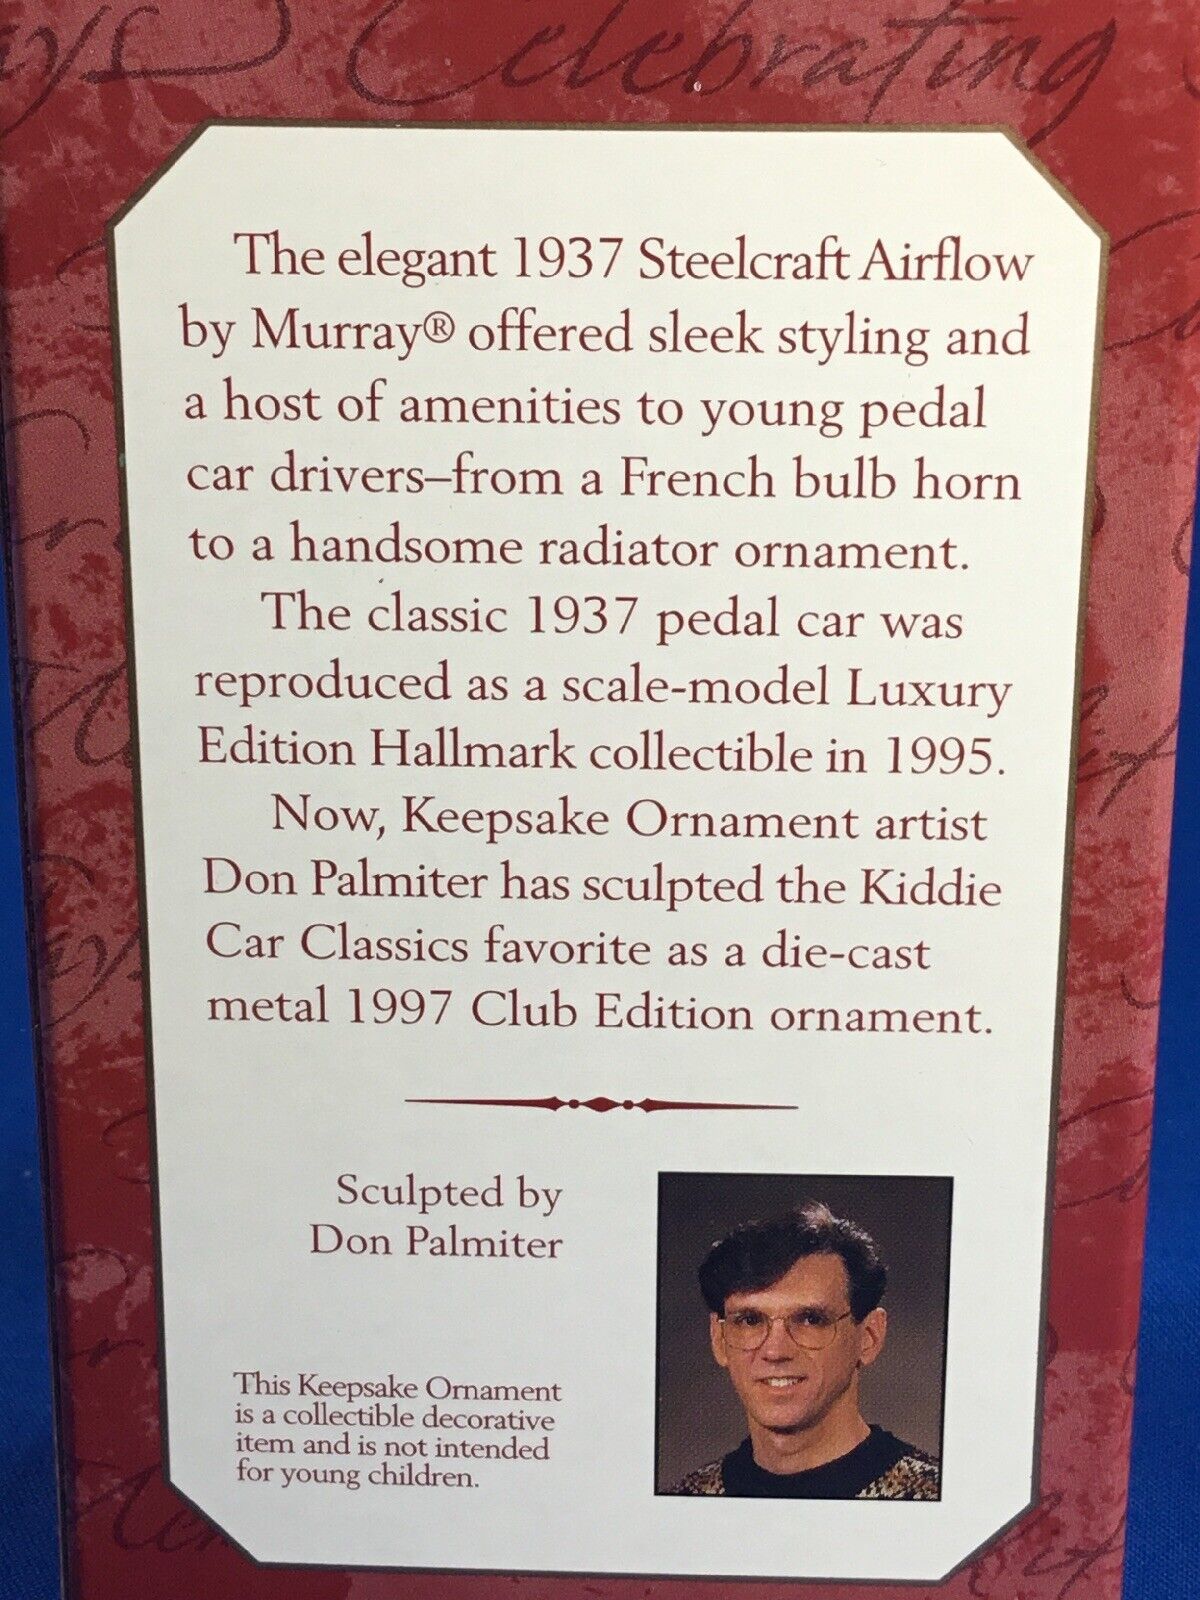 Celebrating
The elegant 1937 Steelcraft Airflow
by Murray® offered sleek styling and
a host of amenities to young pedal
car drivers–from a French bulb horn
to a handsome radiator ornament.
The classic 1937 pedal car was
reproduced as a scale-model Luxury
Edition Hallmark collectible in 1995.
Now, Keepsake Ornament artist
Don Palmiter has sculpted the Kiddie
Car Classics favorite as a die-cast
metal 1997 Club Edition ornament.
Sculpted by
Don Palmiter
This Keepsake Ornament
is a collectible decorative
item and is not intended
for young children.